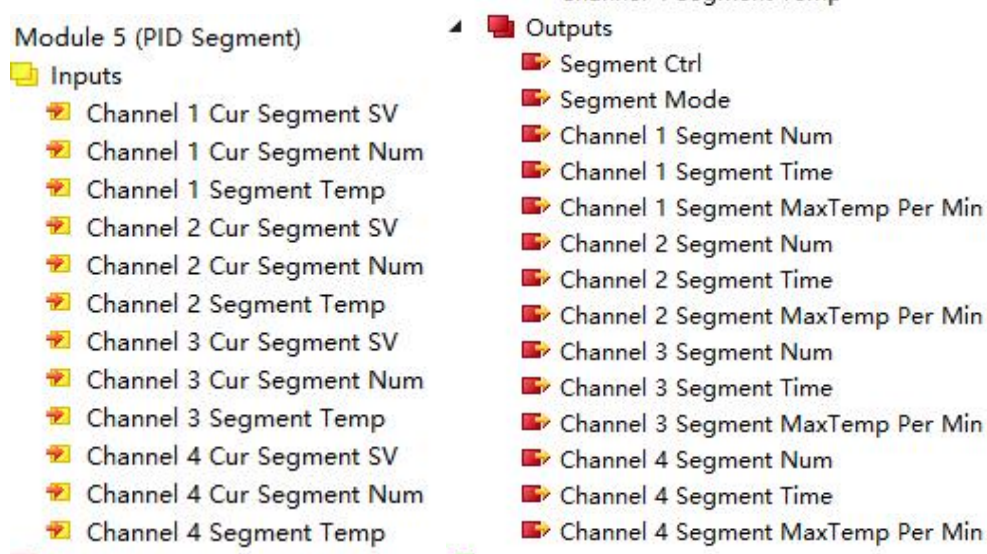 Module 5 (PID Segment)
Inputs
Channel 1 Cur Segment SV
Channel 1 Cur Segment Num
Channel 1 Segment Temp
Channel 2 Cur Segment SV
Channel 2 Cur Segment Num
Channel 2 Segment Temp
Channel 3 Cur Segment SV
Channel 3 Cur Segment Num
Channel 3 Segment Temp
Channel 4 Cur Segment SV
Channel 4 Cur Segment Num
Channel 4 Segment Temp
Outputs
Segment Ctrl
Segment Mode
Channel 1 Segment Num
Channel 1 Segment Time
Channel 1 Segment MaxTemp Per Min
Channel 2 Segment Num
Channel 2 Segment Time
Channel 2 Segment MaxTemp Per Min
Channel 3 Segment Num
Channel 3 Segment Time
Channel 3 Segment MaxTemp Per Min
Channel 4 Segment Num
Channel 4 Segment Time
Channel 4 Segment MaxTemp Per Min